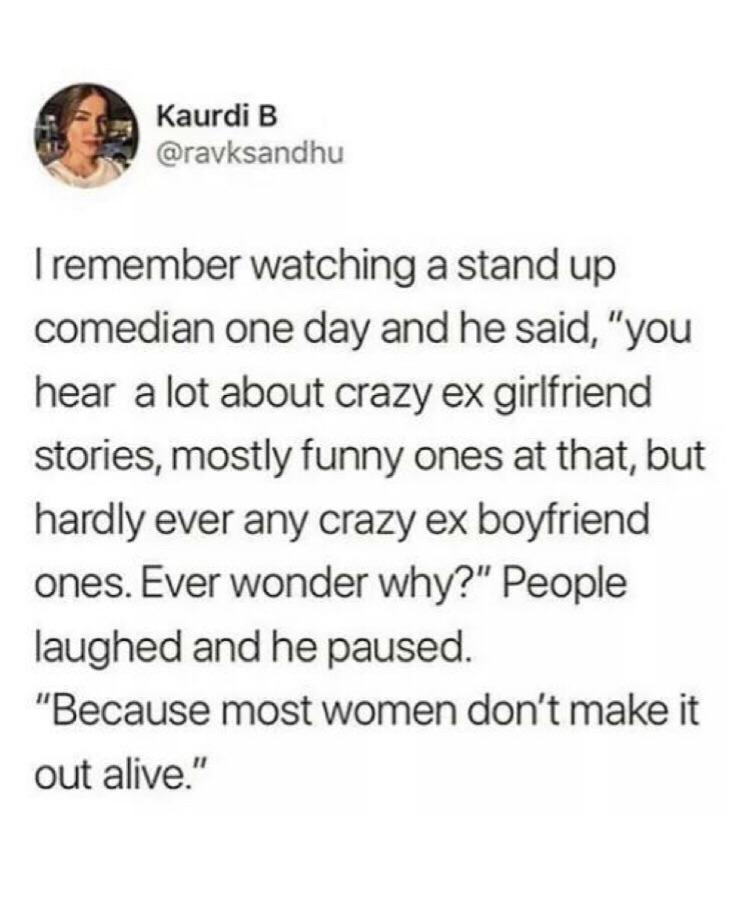 Kaurdi B
@ravksandhu
I remember watching a stand up
comedian one day and he said, "you
hear a lot about crazy ex girlfriend
stories, mostly funny ones at that, but
hardly ever any crazy ex boyfriend
ones. Ever wonder why?" People
laughed and he paused.
"Because most women don't make it
out alive."